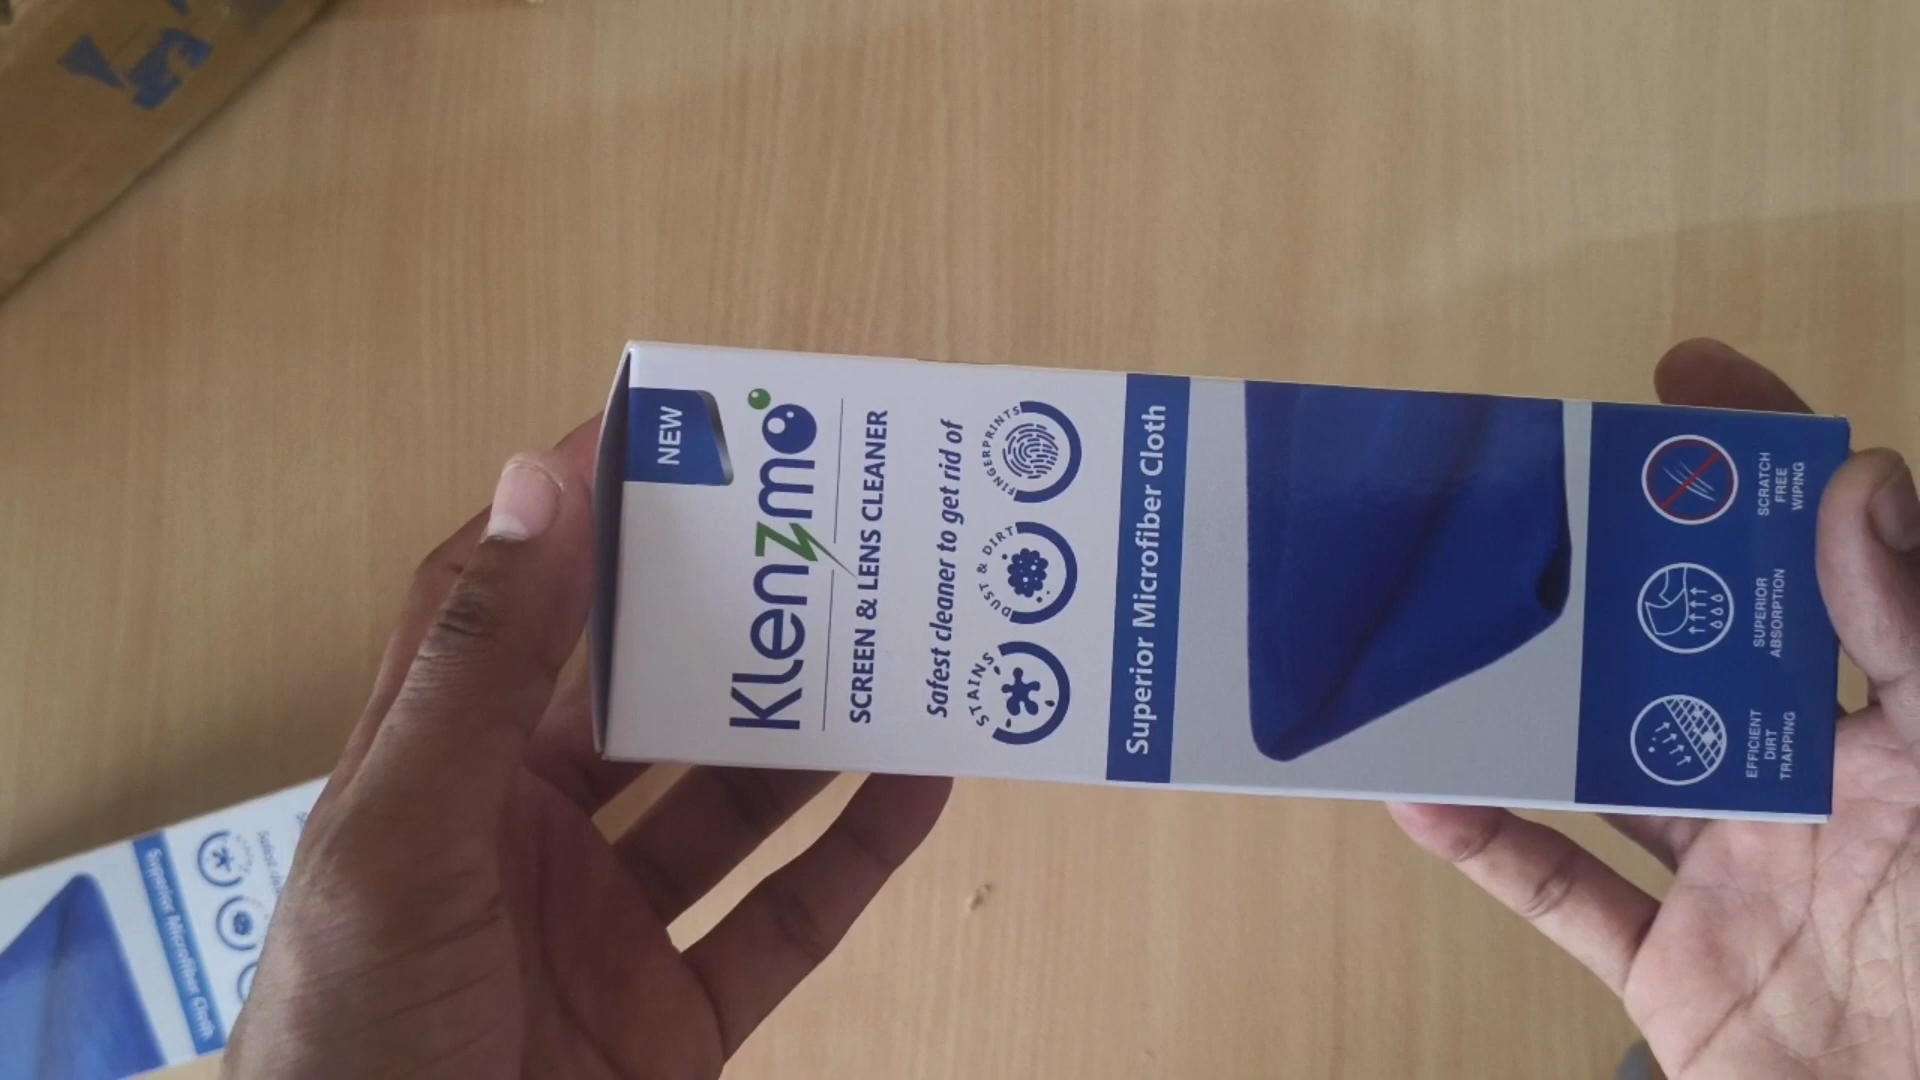 NEW
Klenzmo
SCREEN & LENS CLEANER
Safest cleaner to get rid of
STAINS
DUST & DIRT
FINGERPRINTS
Superior Microfiber Cloth
EFFICIENT
DIRT
TRAPPING
SUPERIOR
ABSORPTION
SCRATCH
FREE
WIPING
Superior Microfiber Cloth